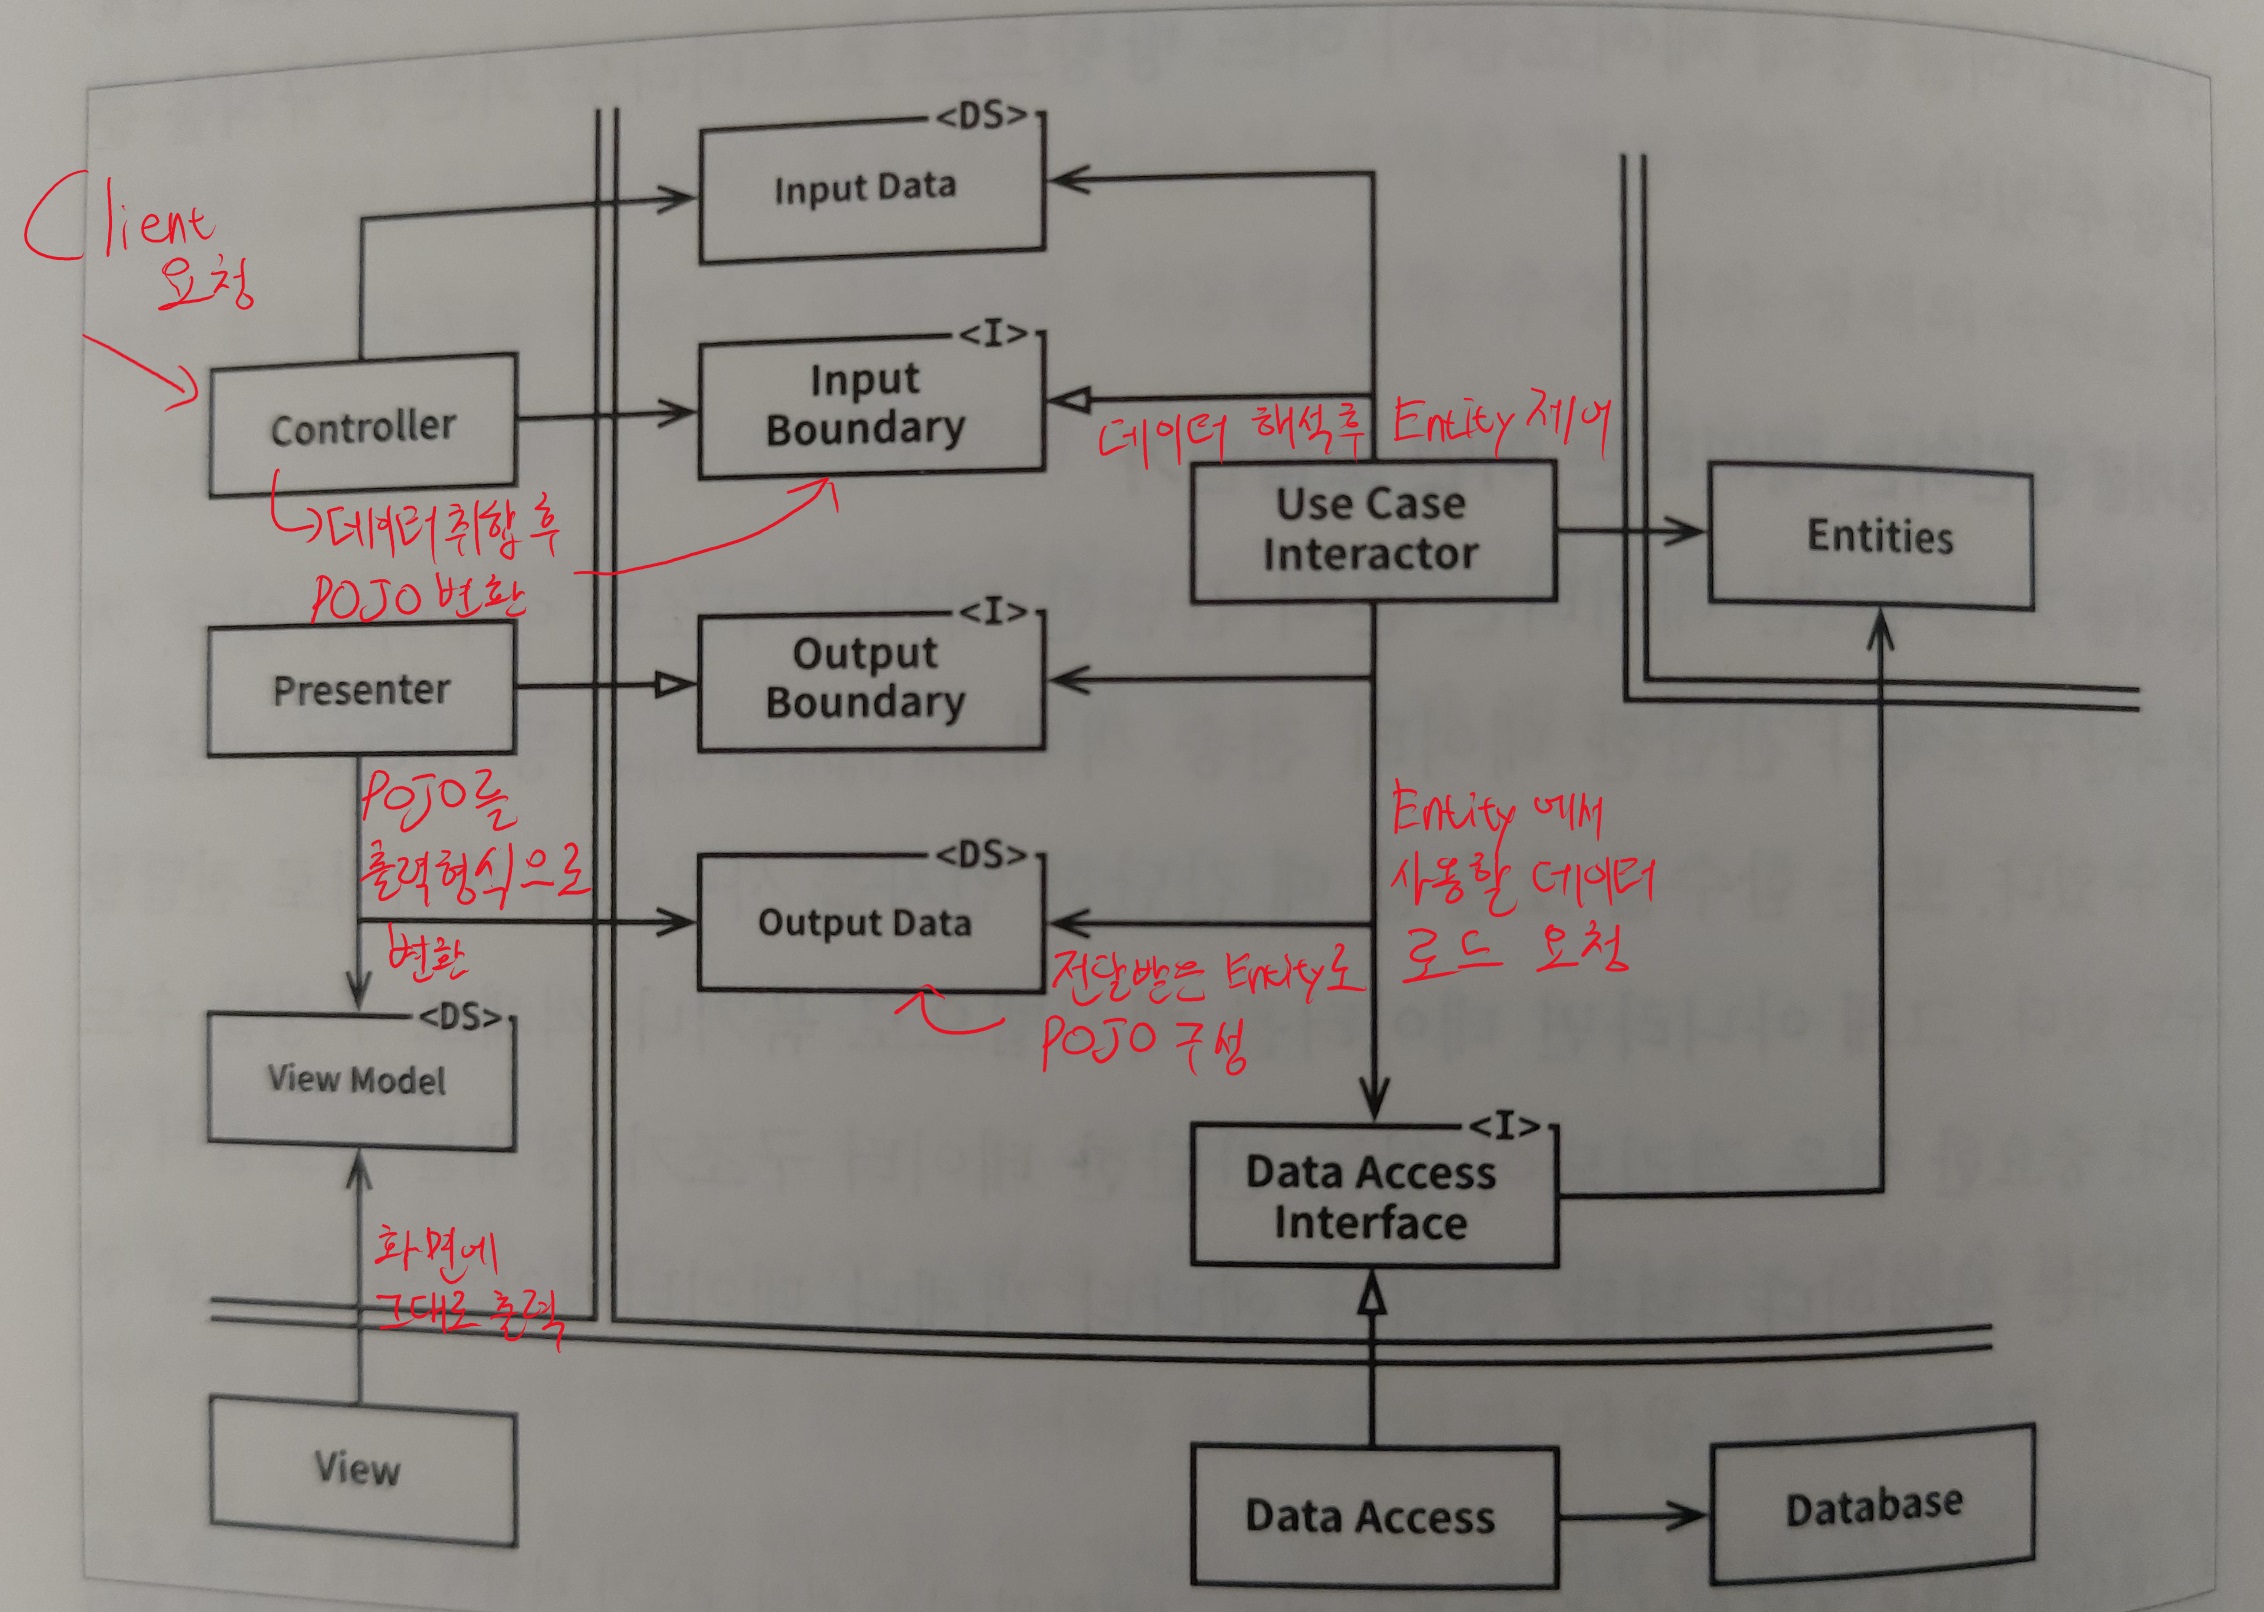 <DS>
Input Data
Client
요청
<I>
Input
Boundary
Controller
데이터 해석 후 Entity 제어
Use Case
Interactor
Entities
데이터 취합 후
POJO 변환
<I>
Output
Boundary
Presenter
POJO를
출력형식으로
변환
Entity 에서
사용할 데이터
로드 요청
<DS>
Output Data
전달받은 Entity로
POJO 구성
<DS>
View Model
<I>
Data Access
Interface
화면에
그대로 출력
View
Data Access
Database